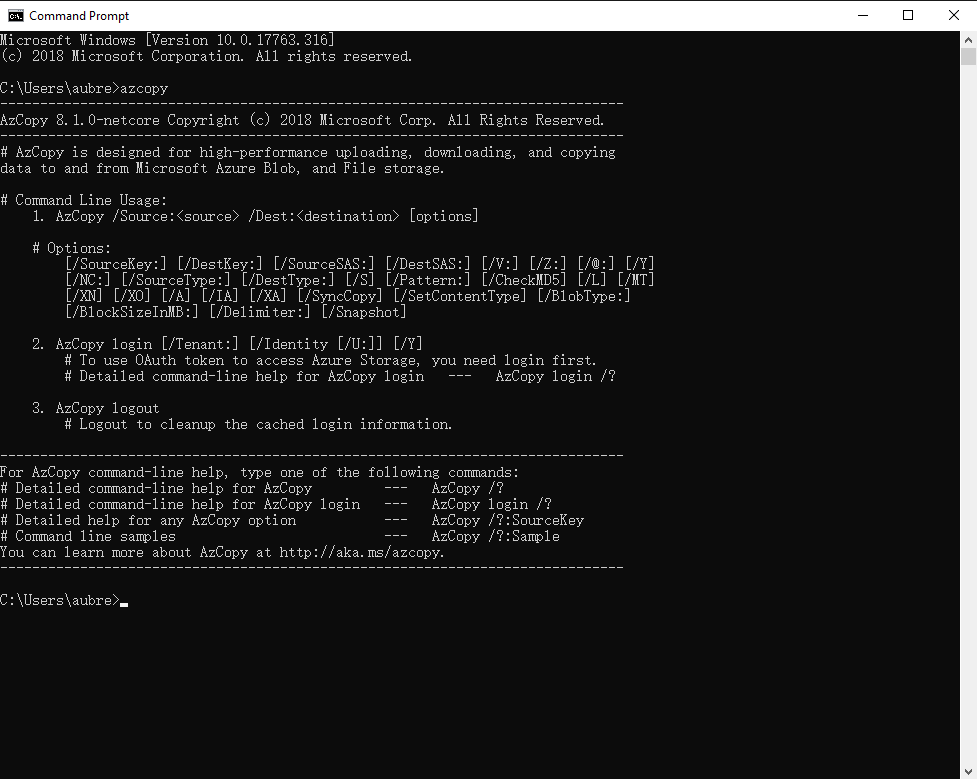 Command Prompt
Microsoft Windows [Version 10.0.17763.316]
(c) 2018 Microsoft Corporation. All rights reserved.
C:\Users\aubre>azcopy
------------------------------------------------------------------------------
AzCopy 8.1.0-netcore Copyright (c) 2018 Microsoft Corp. All Rights Reserved.
------------------------------------------------------------------------------
# AzCopy is designed for high-performance uploading, downloading, and copying
data to and from Microsoft Azure Blob, and File storage.
# Command Line Usage:
    1. AzCopy /Source:<source> /Dest:<destination> [options]
    # Options:
        [/SourceKey:] [/DestKey:] [/SourceSAS:] [/DestSAS:] [/V:] [/Z:] [/@:] [/Y]
        [/NC:] [/SourceType:] [/DestType:] [/S] [/Pattern:] [/CheckMD5] [/L] [/MT]
        [/XN] [/XO] [/A] [/IA] [/XA] [/SyncCopy] [/SetContentType] [/BlobType:]
        [/BlockSizeInMB:] [/Delimiter:] [/Snapshot]
    2. AzCopy login [/Tenant:] [/Identity [/U:]] [/Y]
        # To use OAuth token to access Azure Storage, you need login first.
        # Detailed command-line help for AzCopy login   ---   AzCopy login /?
    3. AzCopy logout
        # Logout to cleanup the cached login information.
------------------------------------------------------------------------------
For AzCopy command-line help, type one of the following commands:
# Detailed command-line help for AzCopy         ---   AzCopy /?
# Detailed command-line help for AzCopy login   ---   AzCopy login /?
# Detailed help for any AzCopy option           ---   AzCopy /?:SourceKey
# Command line samples                          ---   AzCopy /?:Sample
You can learn more about AzCopy at http://aka.ms/azcopy.
------------------------------------------------------------------------------
C:\Users\aubre>